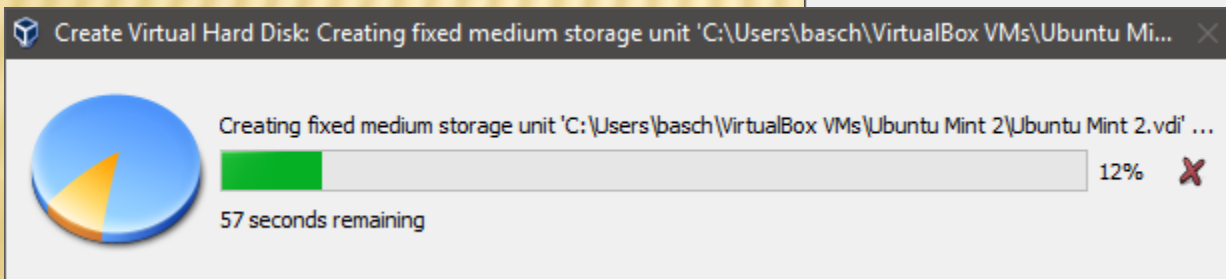 Create Virtual Hard Disk: Creating fixed medium storage unit 'C:\Users\basch\VirtualBox VMs\Ubuntu Mi...
Creating fixed medium storage unit 'C:\Users\basch\VirtualBox VMs\Ubuntu Mint 2\Ubuntu Mint 2.vdi' ...
12%
57 seconds remaining